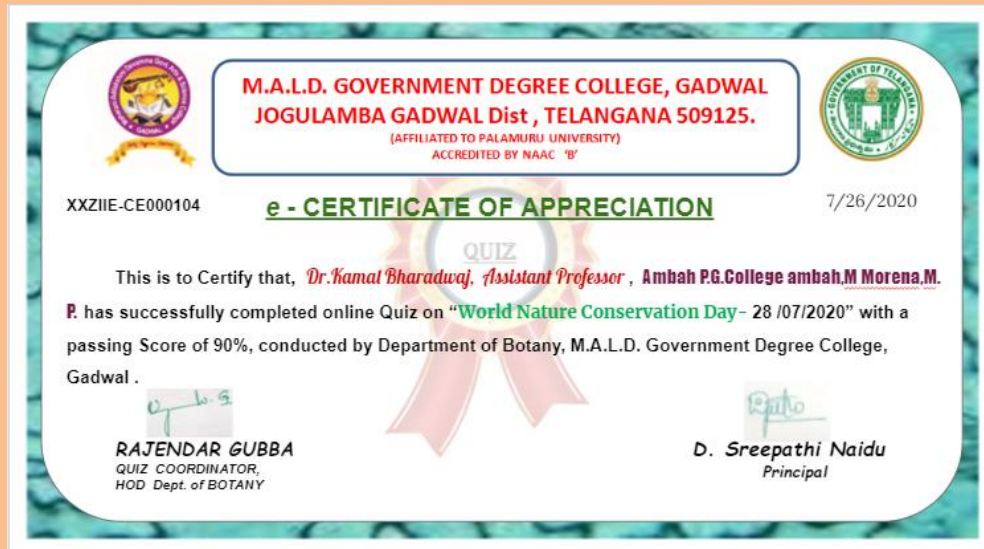 M.A.L.D. GOVERNMENT DEGREE COLLEGE, GADWAL
JOGULAMBA GADWAL Dist , TELANGANA 509125.
(AFFILIATED TO PALAMURU UNIVERSITY)
ACCREDITED BY NAAC ‘B’
GOVERNMENT OF TELANGANA
XXZIIE-CE000104
e - CERTIFICATE OF APPRECIATION
7/26/2020
QUIZ
This is to Certify that, Dr.Kamal Bharadwaj, Assistant Professor , Ambah P.G.College ambah,M Morena,M.
P. has successfully completed online Quiz on “World Nature Conservation Day- 28 /07/2020” with a
passing Score of 90%, conducted by Department of Botany, M.A.L.D. Government Degree College,
Gadwal .
RAJENDAR GUBBA
QUIZ COORDINATOR,
HOD Dept. of BOTANY
D. Sreepathi Naidu
Principal